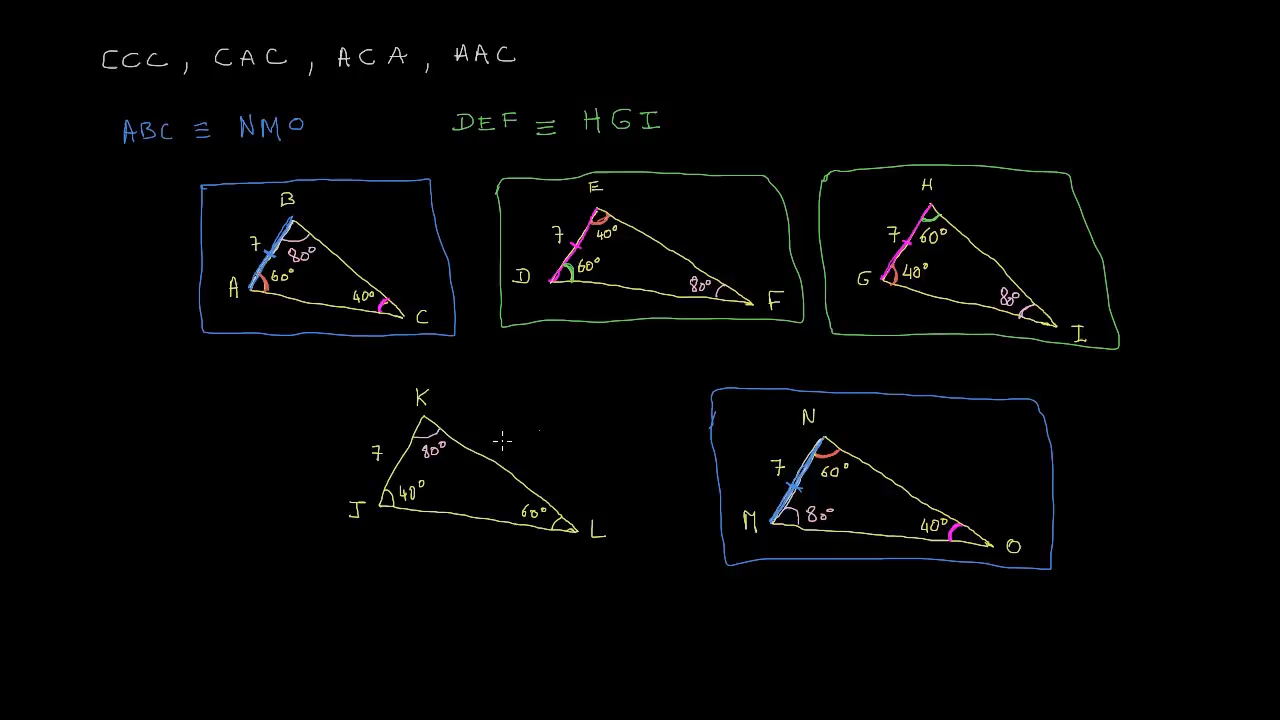 CCC, CAC, ACA, AAC
ABC ≡ NMO
DEF ≡ HGI
B
7
80°
A
60°
40°
C
E
7
40°
D
60°
80°
F
H
7
60°
G
40°
80°
I
K
7
80°
J
40°
60°
L
N
7
60°
M
80°
40°
O